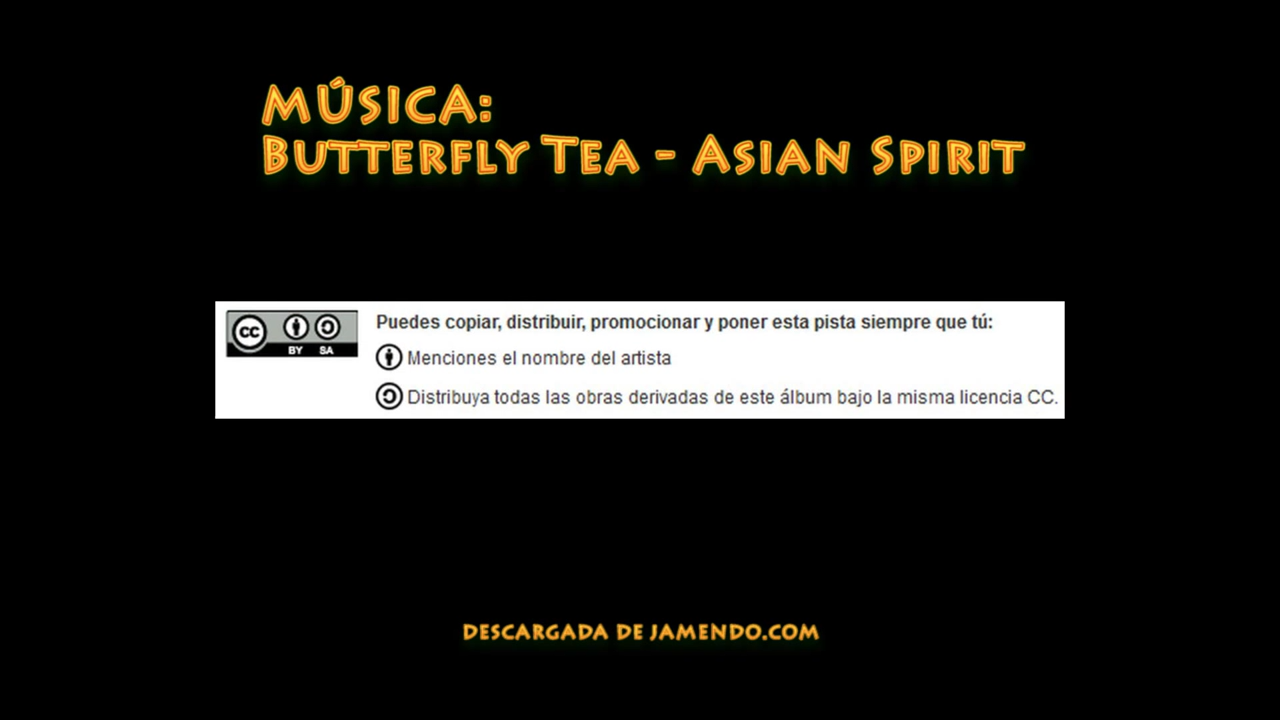 MÚSICA:
BUTTERFLY TEA - ASIAN SPIRIT
CC BY SA
Puedes copiar, distribuir, promocionar y poner esta pista siempre que tú:
Menciones el nombre del artista
Distribuya todas las obras derivadas de este álbum bajo la misma licencia CC.
DESCARGADA DE JAMENDO.COM